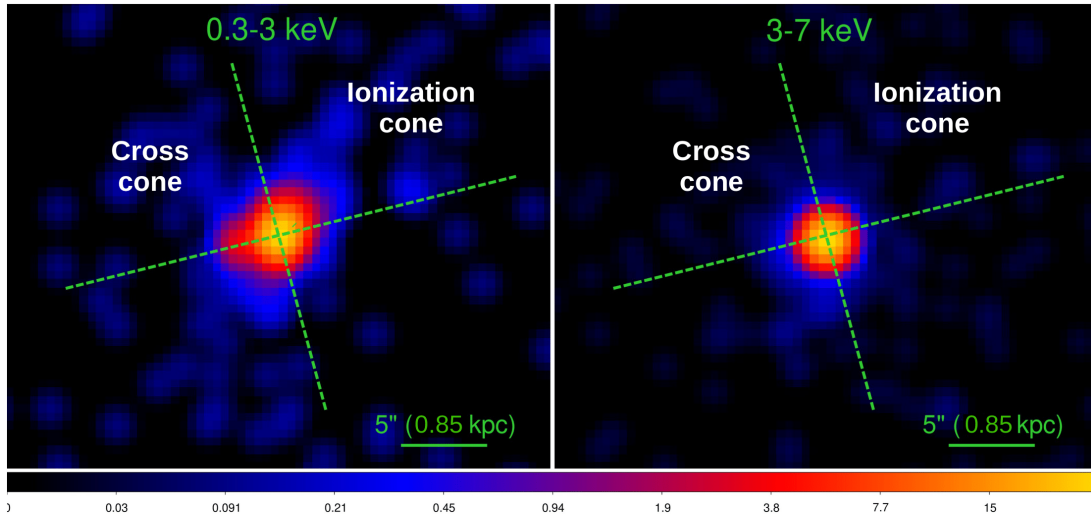 0.3-3 keV
Ionization
cone
Cross
cone
5" (0.85 kpc)
3-7 keV
Ionization
cone
Cross
cone
5" (0.85 kpc)
0 0.03 0.091 0.21 0.45 0.94 1.9 3.8 7.7 15